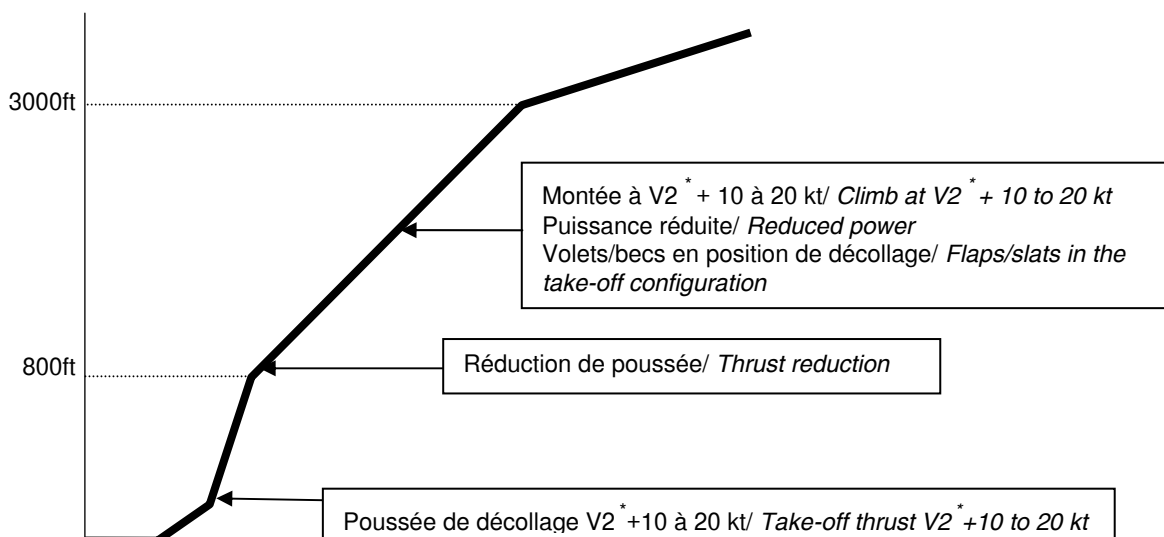 3000ft
Montée à V2 * + 10 à 20 kt/ Climb at V2 * + 10 to 20 kt
Puissance réduite/ Reduced power
Volets/becs en position de décollage/ Flaps/slats in the
take-off configuration
800ft
Réduction de poussée/ Thrust reduction
Poussée de décollage V2 *+10 à 20 kt/ Take-off thrust V2 *+10 to 20 kt